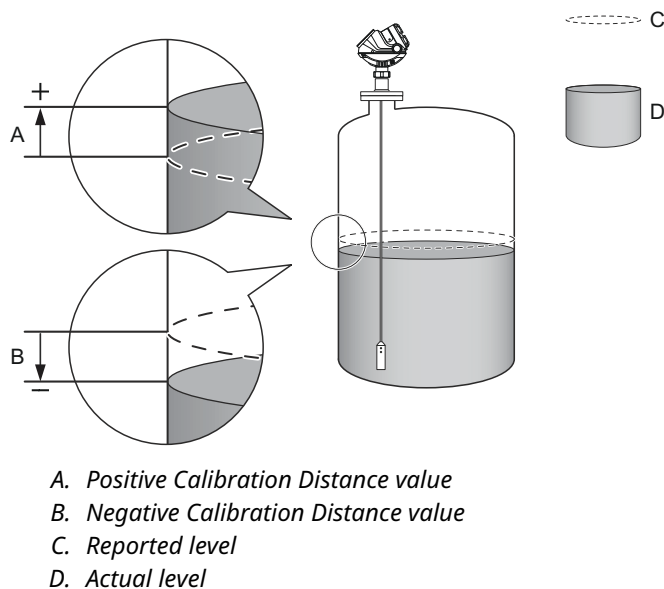 C
+
A
D
B
–
A. Positive Calibration Distance value
B. Negative Calibration Distance value
C. Reported level
D. Actual level